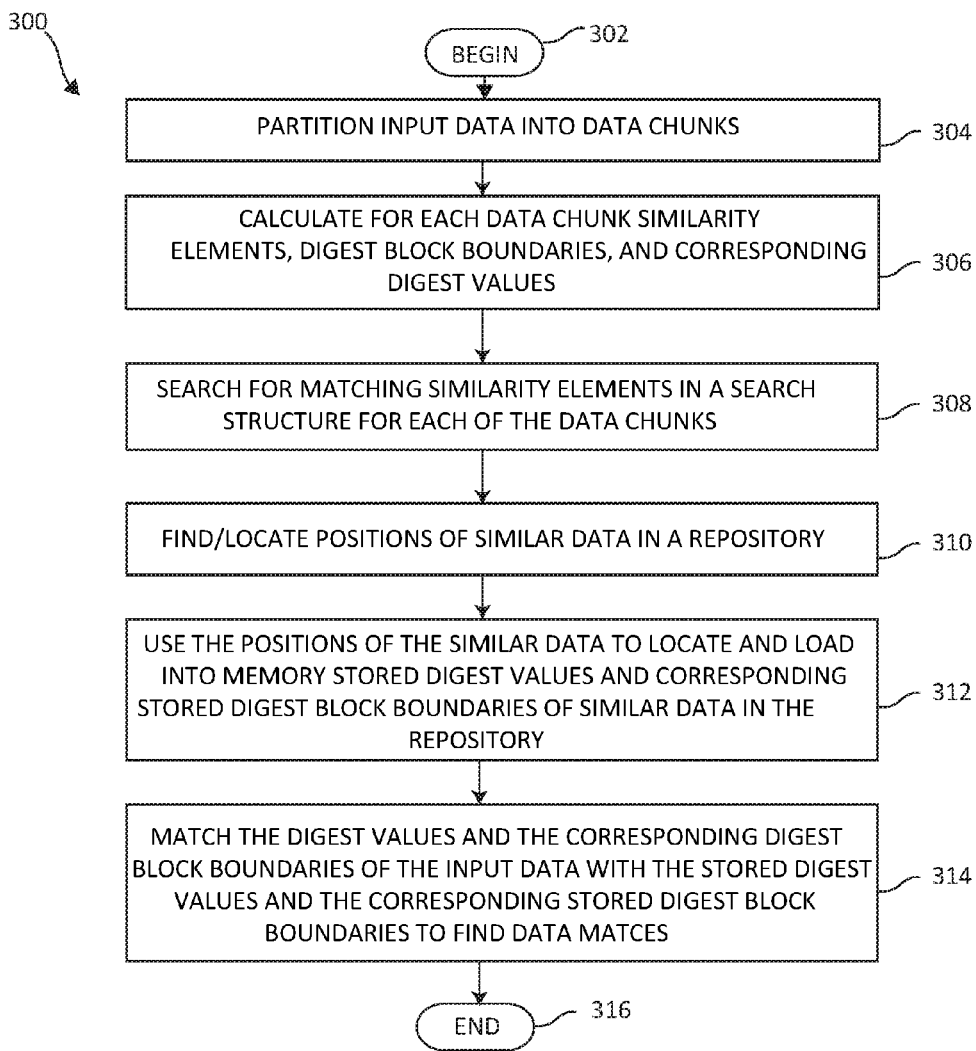 300
BEGIN
302
PARTITION INPUT DATA INTO DATA CHUNKS
304
CALCULATE FOR EACH DATA CHUNK SIMILARITY
ELEMENTS, DIGEST BLOCK BOUNDARIES, AND CORRESPONDING
DIGEST VALUES
306
SEARCH FOR MATCHING SIMILARITY ELEMENTS IN A SEARCH
STRUCTURE FOR EACH OF THE DATA CHUNKS
308
FIND/LOCATE POSITIONS OF SIMILAR DATA IN A REPOSITORY
310
USE THE POSITIONS OF THE SIMILAR DATA TO LOCATE AND LOAD
INTO MEMORY STORED DIGEST VALUES AND CORRESPONDING
STORED DIGEST BLOCK BOUNDARIES OF SIMILAR DATA IN THE
REPOSITORY
312
MATCH THE DIGEST VALUES AND THE CORRESPONDING DIGEST
BLOCK BOUNDARIES OF THE INPUT DATA WITH THE STORED DIGEST
VALUES AND THE CORRESPONDING STORED DIGEST BLOCK
BOUNDARIES TO FIND DATA MATCES
314
END
316